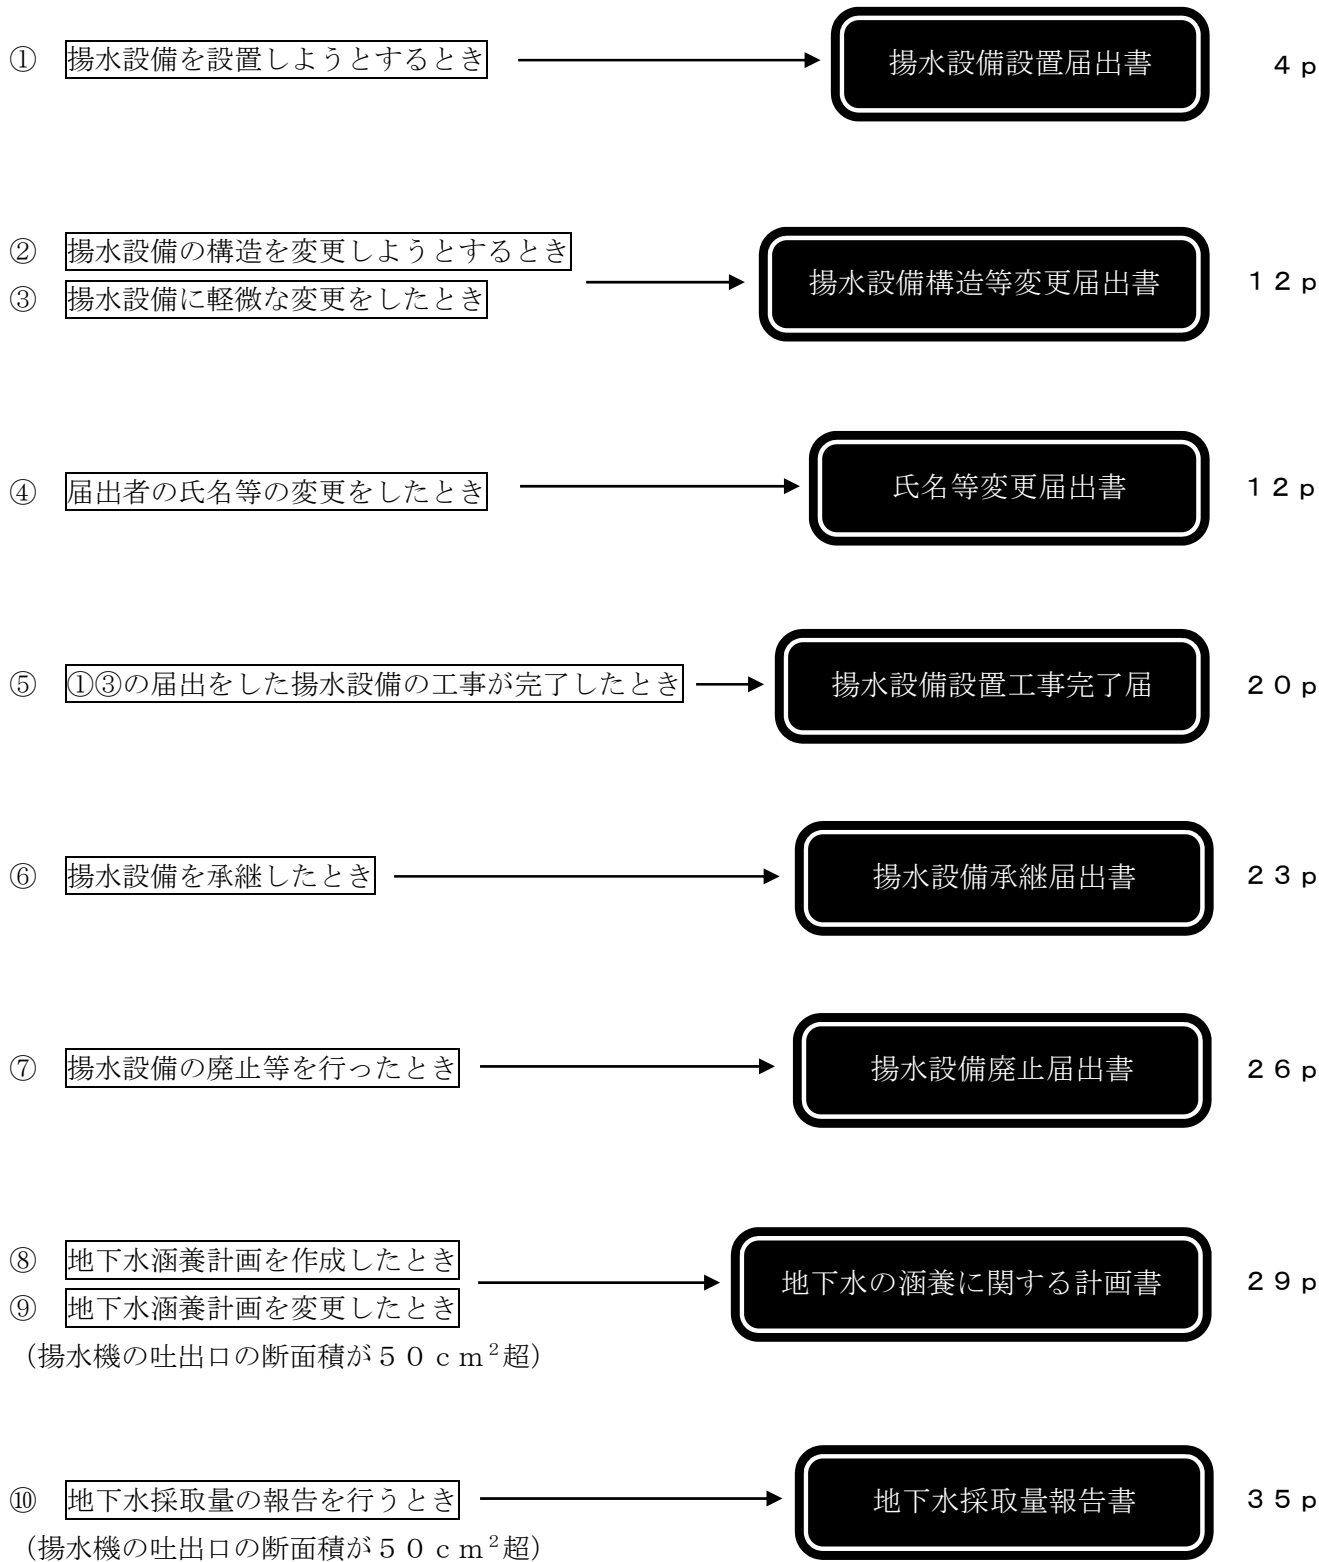 ① 揚水設備を設置しようとするとき 揚水設備設置届出書 4p
② 揚水設備の構造を変更しようとするとき
③ 揚水設備に軽微な変更をしたとき 揚水設備構造等変更届出書 12p
④ 届出者の氏名等の変更をしたとき 氏名等変更届出書 12p
⑤ ①③の届出をした揚水設備の工事が完了したとき 揚水設備設置工事完了届 20p
⑥ 揚水設備を承継したとき 揚水設備承継届出書 23p
⑦ 揚水設備の廃止等を行ったとき 揚水設備廃止届出書 26p
⑧ 地下水涵養計画を作成したとき
⑨ 地下水涵養計画を変更したとき 地下水の涵養に関する計画書 29p
(揚水機の吐出口の断面積が50cm²超)
⑩ 地下水採取量の報告を行うとき 地下水採取量報告書 35p
(揚水機の吐出口の断面積が50cm²超)